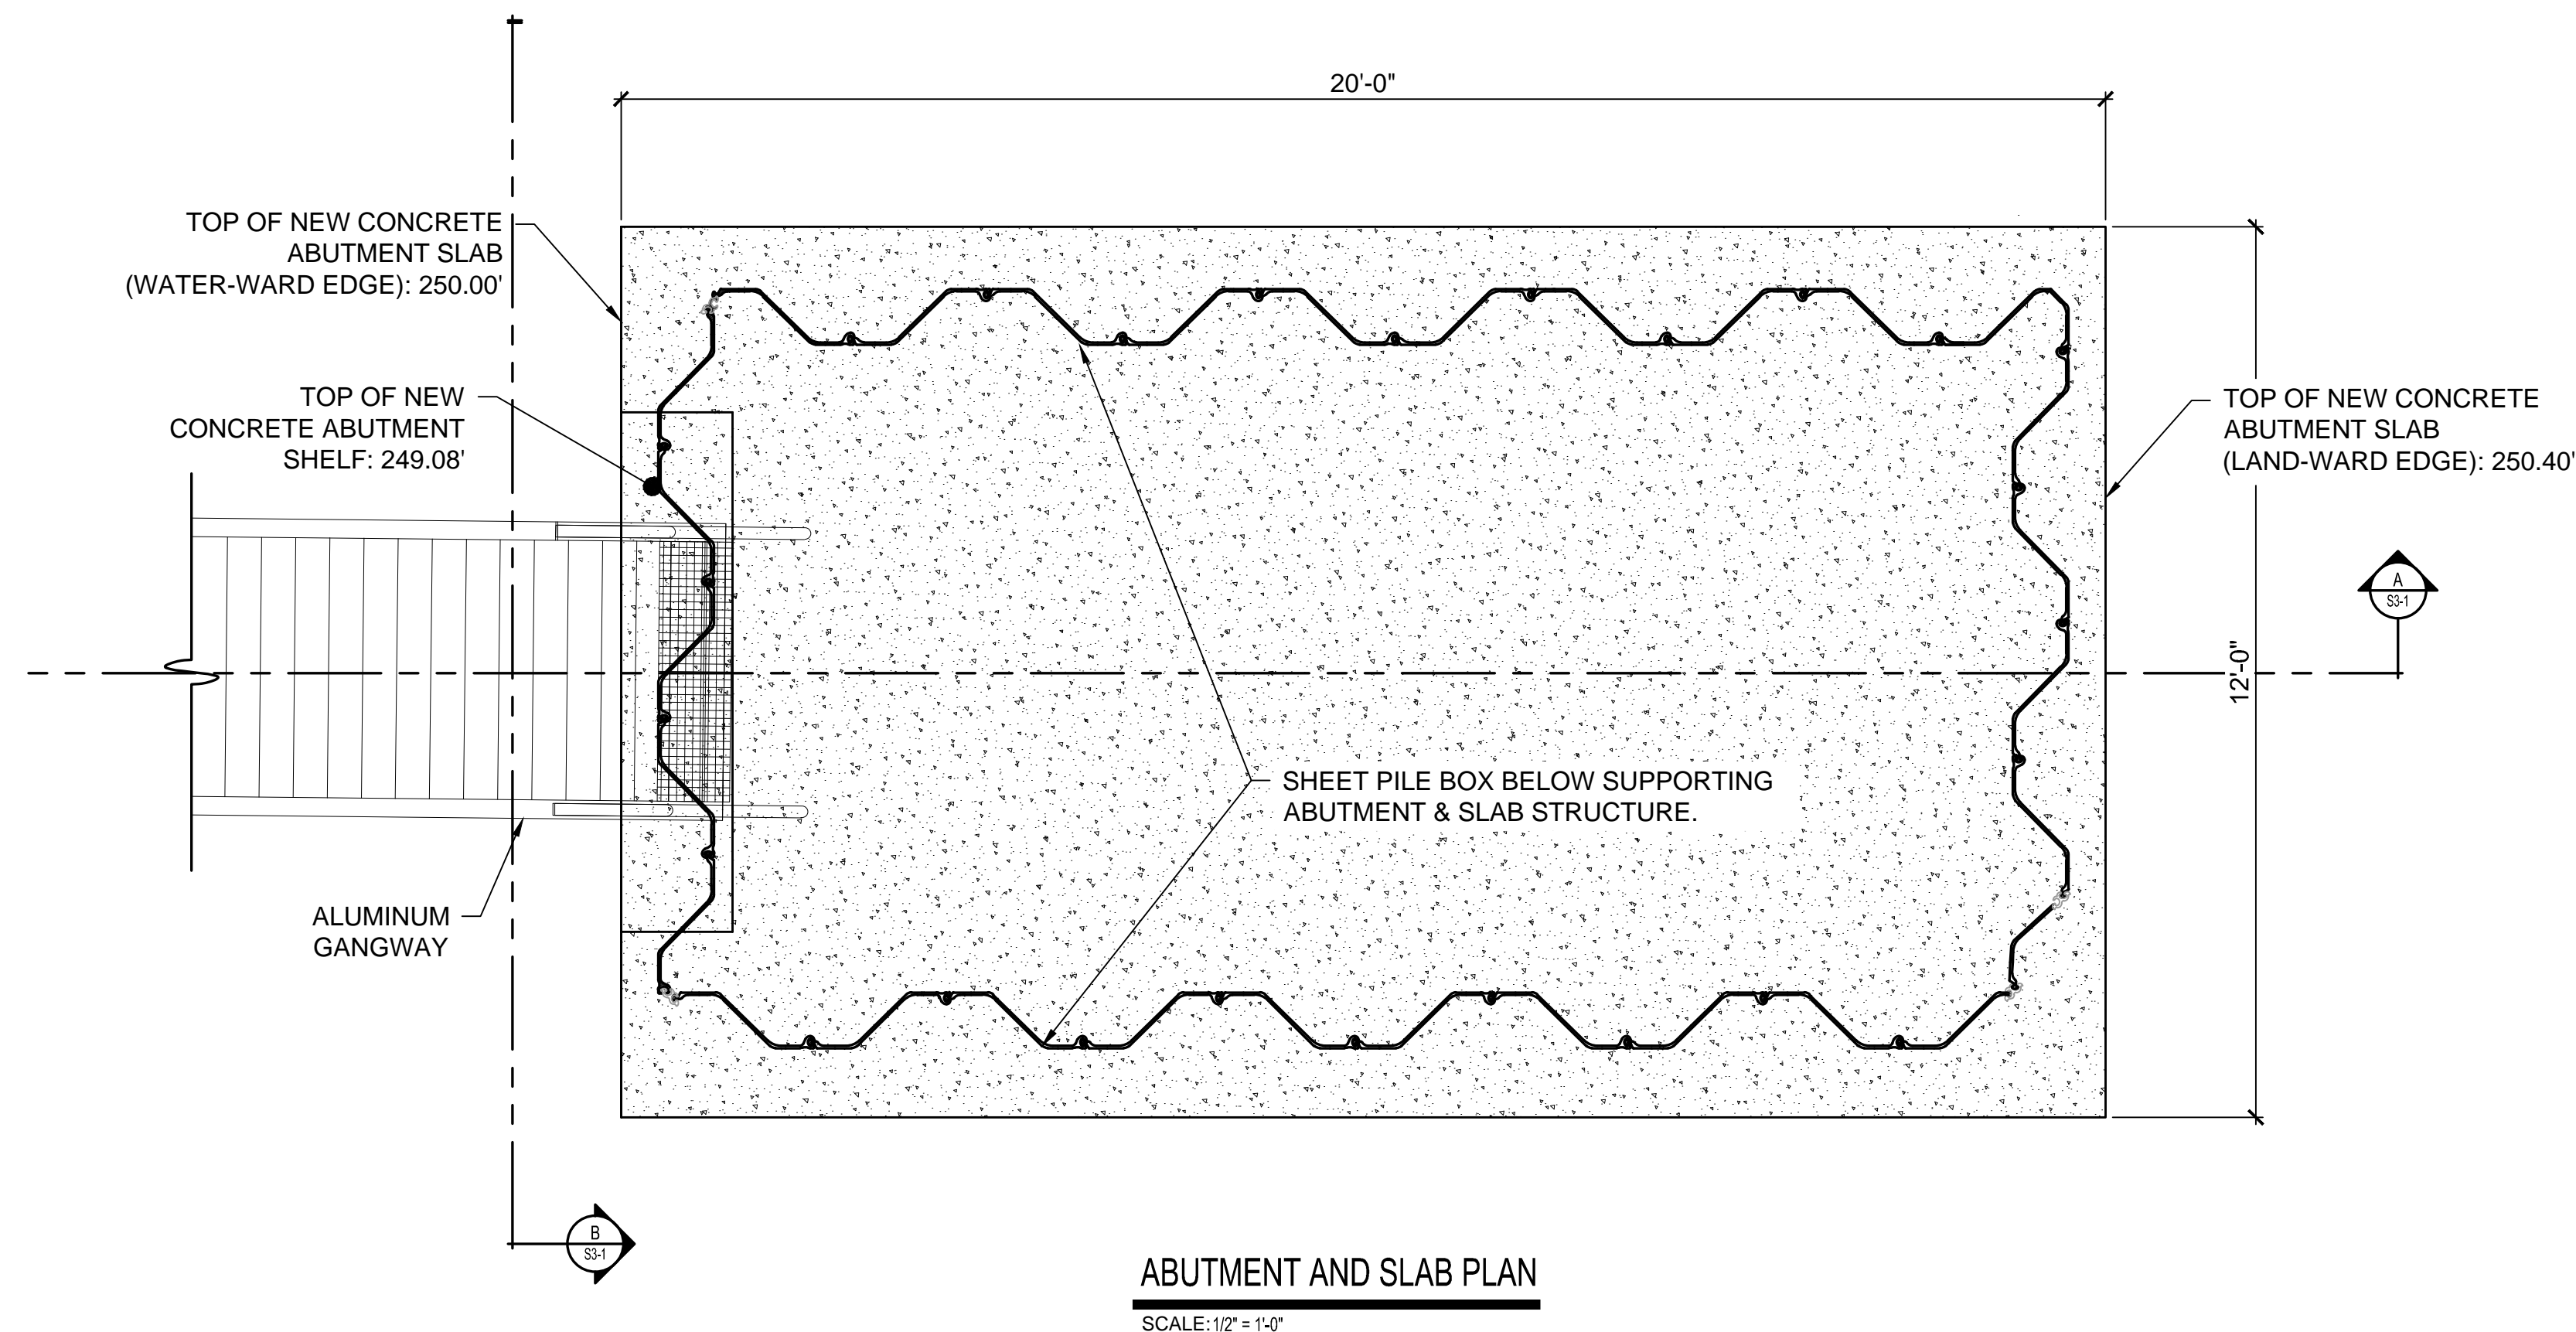 20'-0"
TOP OF NEW CONCRETE
ABUTMENT SLAB
(WATER-WARD EDGE): 250.00'
TOP OF NEW
CONCRETE ABUTMENT
SHELF: 249.08'
TOP OF NEW CONCRETE
ABUTMENT SLAB
(LAND-WARD EDGE): 250.40'
A
S3-1
12'-0"
SHEET PILE BOX BELOW SUPPORTING
ABUTMENT & SLAB STRUCTURE.
ALUMINUM
GANGWAY
B
S3-1
ABUTMENT AND SLAB PLAN
SCALE: 1/2" = 1'-0"